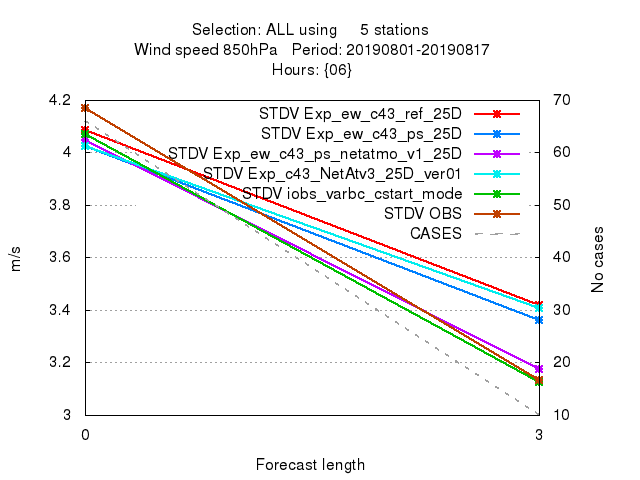 Selection: ALL using 5 stations
Wind speed 850hPa Period: 20190801-20190817
Hours: {06}
4.2
4
3.8
3.6
3.4
3.2
3
m/s
STDV Exp_ew_c43_ref_25D
STDV Exp_ew_c43_ps_25D
STDV Exp_ew_c43_ps_netatmo_v1_25D
STDV Exp_c43_NetAtv3_25D_ver01
STDV iobs_varbc_cstart_mode
STDV OBS
CASES
70
60
50
40
30
20
10
No cases
0 3
Forecast length